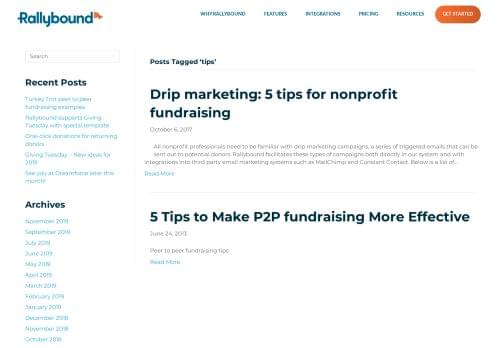 Rallybound
WHY RALLYBOUND
FEATURES
INTEGRATIONS
PRICING
RESOURCES
GET STARTED
Search
Recent Posts
Turkey Trot peer to peer
fundraising examples
Rallybound supports Giving
Tuesday with special template
One-click donations for returning
donors
Giving Tuesday – New ideas for
2019
See you at Dreamforce later this
month!
Archives
November 2019
September 2019
July 2019
June 2019
May 2019
April 2019
March 2019
February 2019
January 2019
December 2018
November 2018
October 2018
Posts Tagged ‘tips’
Drip marketing: 5 tips for nonprofit
fundraising
October 6, 2017
All nonprofit professionals need to be familiar with drip marketing campaigns, a series of triggered emails that can be
sent out to potential donors. Rallybound facilitates these types of campaigns both directly in our system and with
integrations into third party email marketing systems such as MailChimp and Constant Contact. Below is a list of...
Read More
5 Tips to Make P2P fundraising More Effective
June 24, 2013
Peer to peer fundraising tips
Read More